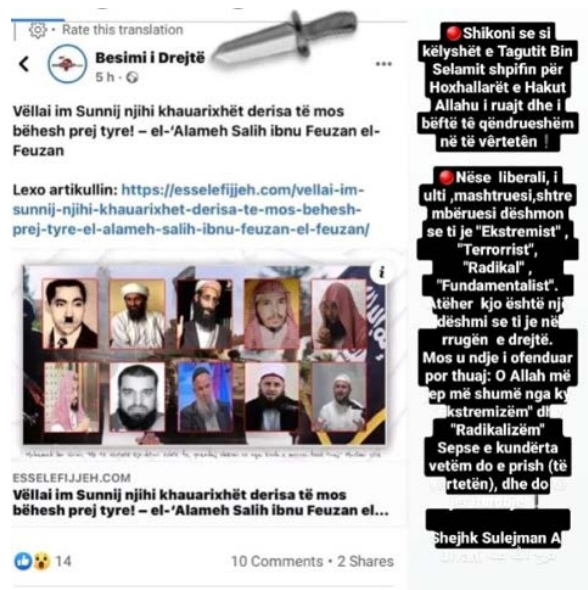 Rate this translation
Besimi i Drejtë
5 h
Vëllai im Sunnij njihi khauarixhët derisa të mos
bëhesh prej tyre! – el-‘Alameh Salih ibnu Feuzan el-
Feuzan
Lexo artikullin: https://esselefijjeh.com/vellai-im-
sunnij-njihi-khauarixhet-derisa-te-mos-behesh-
prej-tyre-el-alameh-salih-ibnu-feuzan-el-feuzan/
i
ESSELEFIJJEH.COM
Vëllai im Sunnij njihi khauarixhët derisa të mos
bëhesh prej tyre! – el-‘Alameh Salih ibnu Feuzan el...
14
10 Comments • 2 Shares
Shikoni se si
këlyshët e Tagutit Bin
Selamit shpifin për
Hoxhallarët e Hakut
Allahu i ruajt dhe i
bëftë të qëndrueshëm
në të vërtetën
Nëse liberali, i
ulti ,mashtruesi,shtre
mbëruesi dëshmon
se ti je "Ekstremist" ,
"Terrorrist",
"Radikal" ,
"Fundamentalist".
Atëher kjo është një
dëshmi se ti je në
rrugën e drejtë.
Mos u ndje i ofenduar
por thuaj: O Allah më
jep më shumë nga ky
"Ekstremizëm" dhe
"Radikalizëm"
Sepse e kundërta
vetëm do e prish (të
vërtetën), dhe do
Shejhk Sulejman A